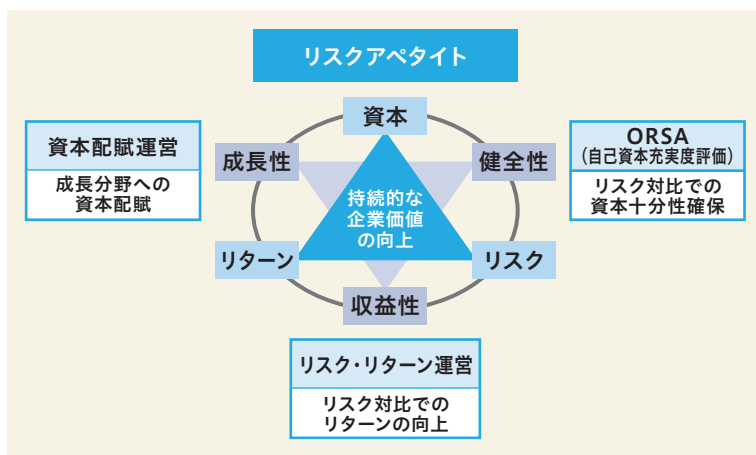 リスクアペタイト
資本
資本配賦運営
成長分野への
資本配賦
成長性
健全性
ORSA
(自己資本充実度評価)
リスク対比での
資本十分性確保
持続的な
企業価値
の向上
リターン
リスク
収益性
リスク・リターン運営
リスク対比での
リターンの向上